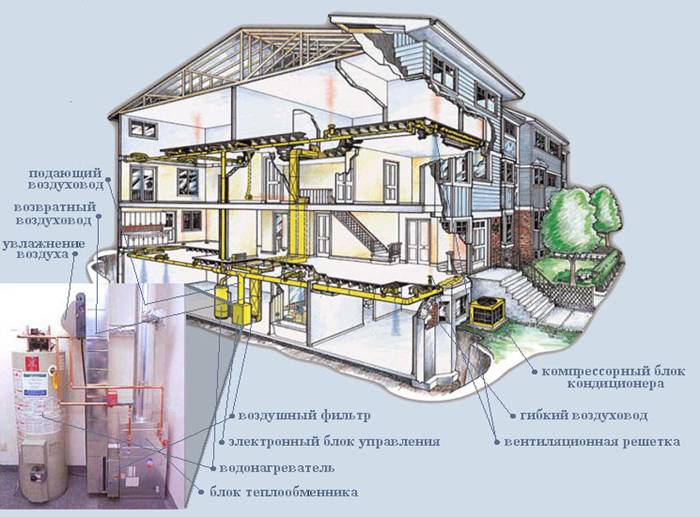 подающий
воздуховод
возвратный
воздуховод
увлажнение
воздуха
компрессорный блок
кондиционера
воздушный фильтр
гибкий воздуховод
злектронный блок управления
вентиляционная решетка
водонагреватель
блок теплообменника